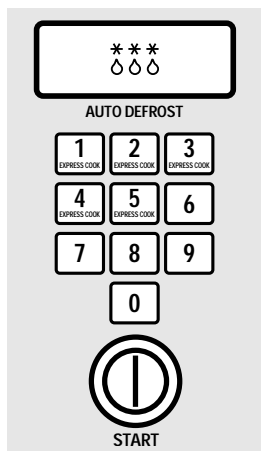 AUTO DEFROST
1 2 3
EXPRESS COOK EXPRESS COOK EXPRESS COOK
4 5 6
EXPRESS COOK EXPRESS COOK
7 8 9
0
START